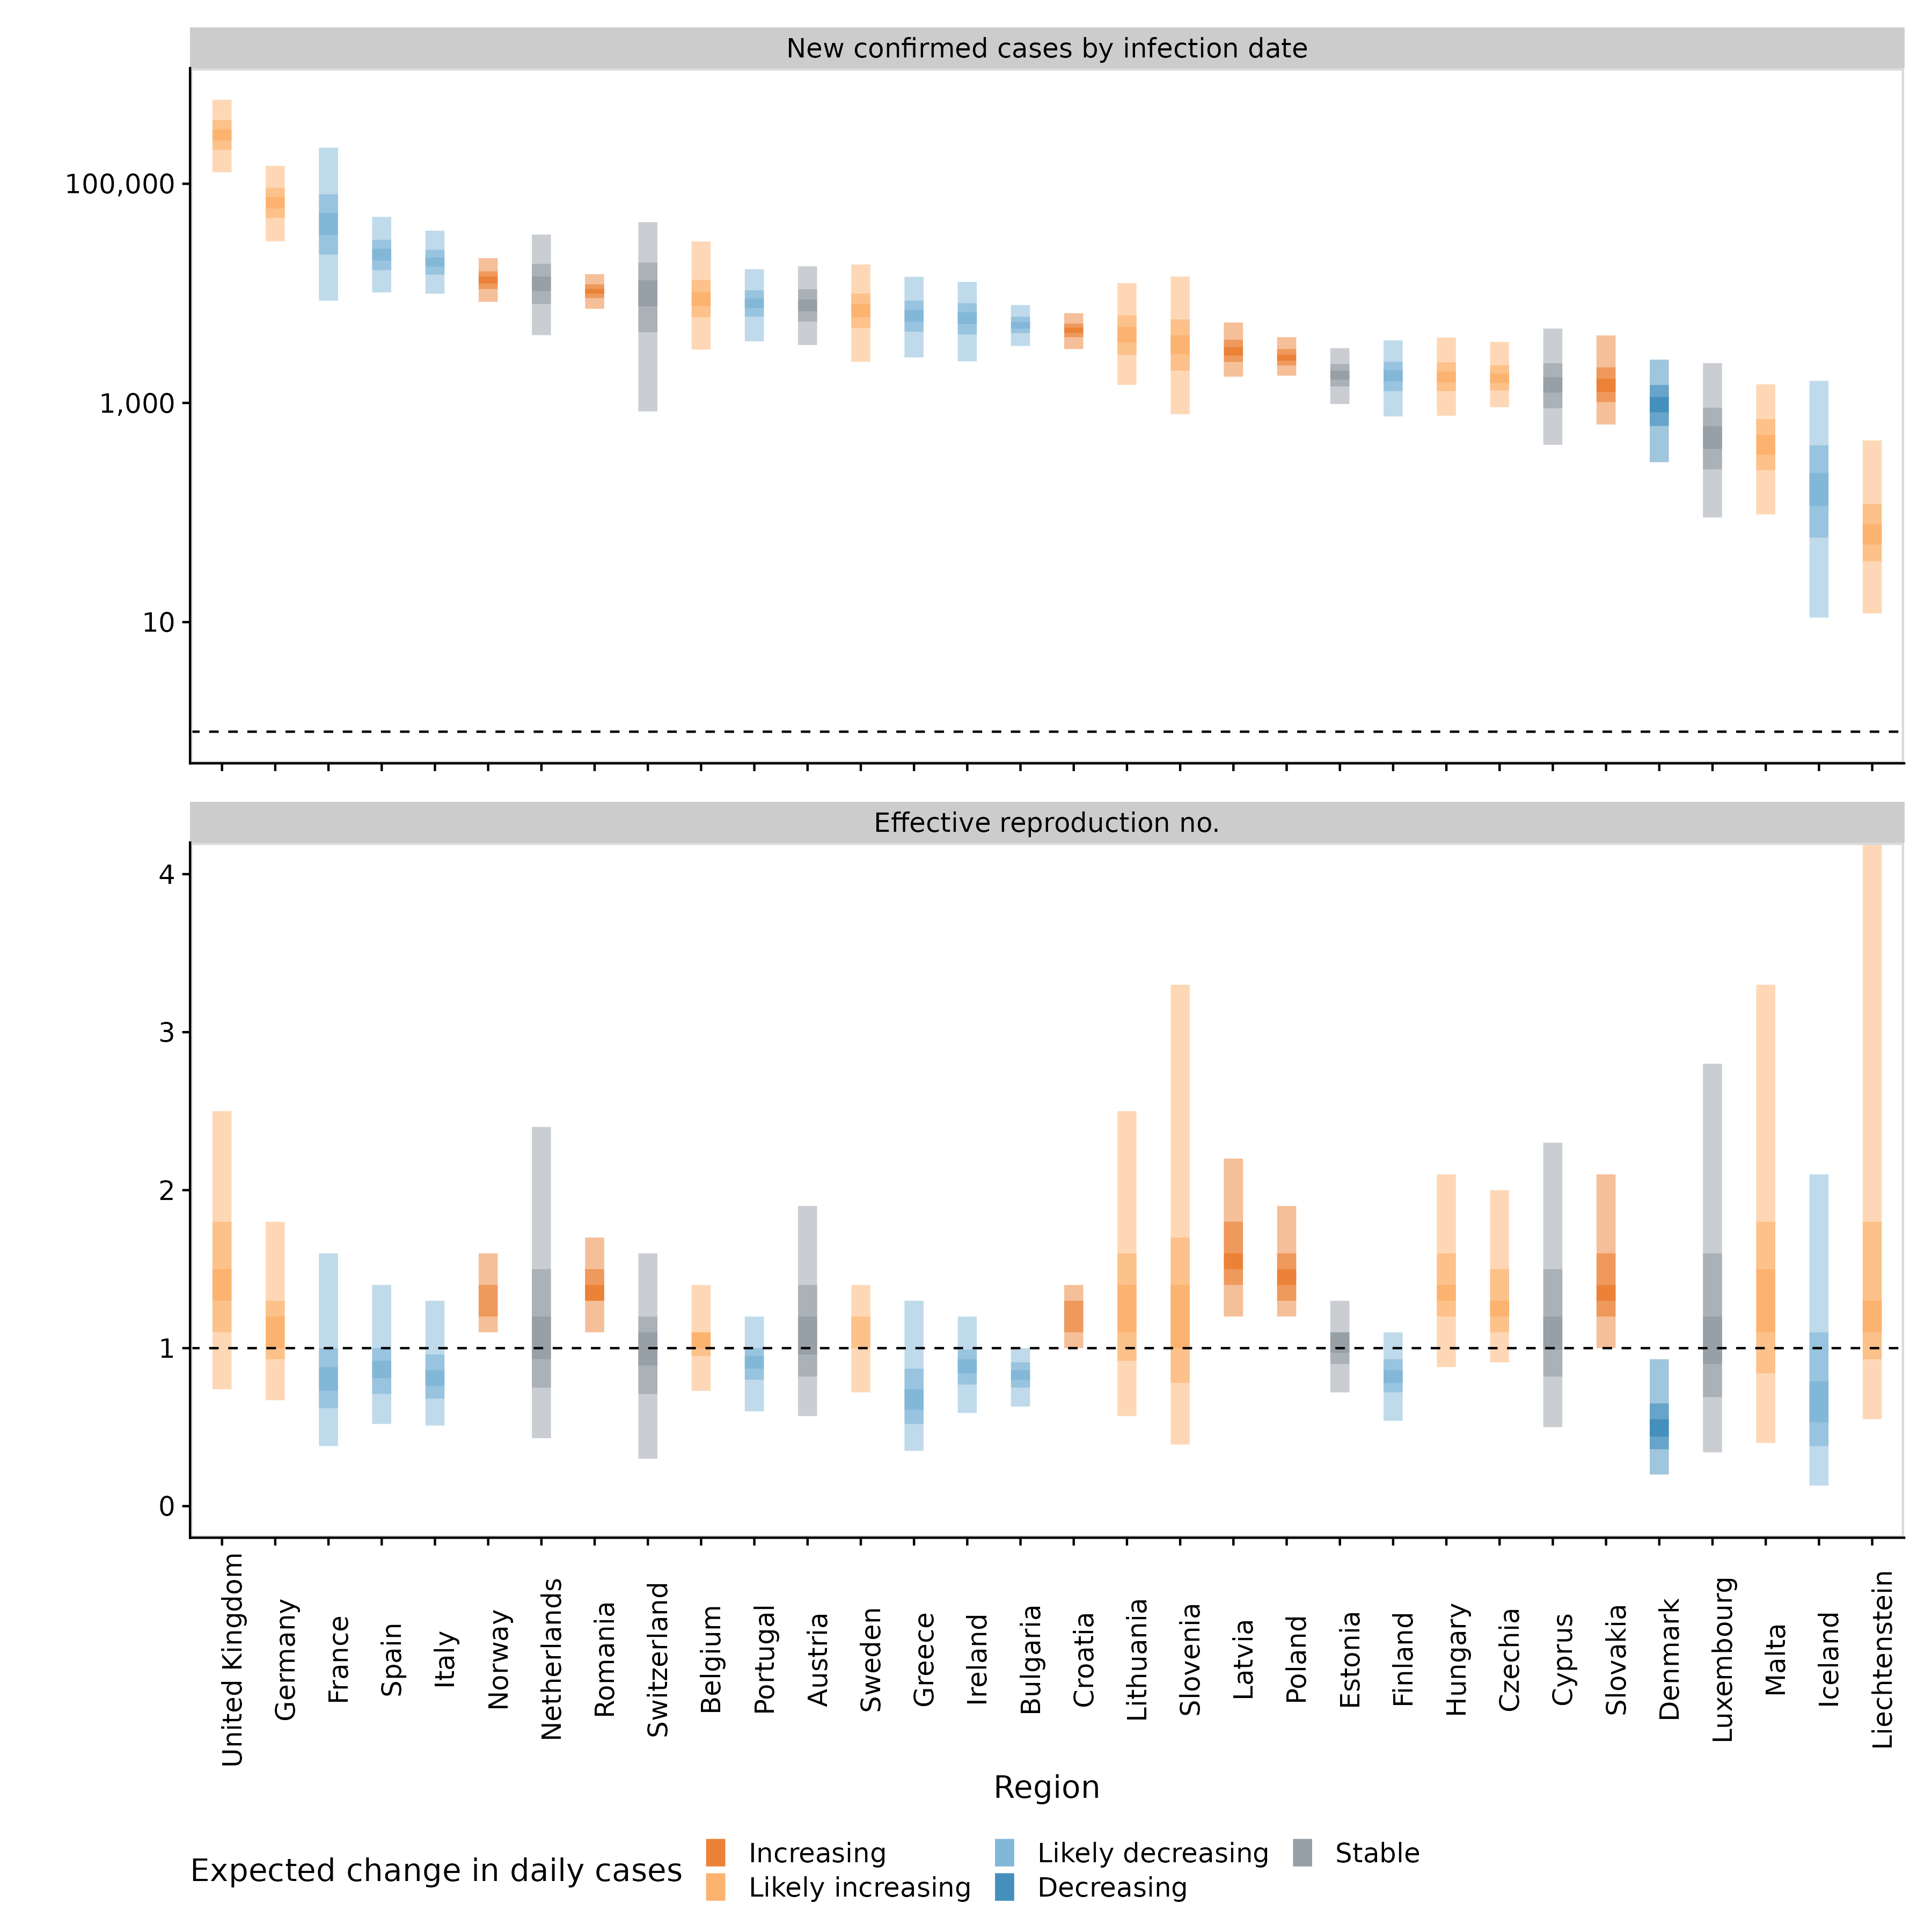 New confirmed cases by infection date
100,000
1,000
10
Effective reproduction no.
4
3
2
1
0
United Kingdom
Germany
France
Spain
Italy
Norway
Netherlands
Romania
Switzerland
Belgium
Portugal
Austria
Sweden
Greece
Ireland
Bulgaria
Croatia
Lithuania
Slovenia
Latvia
Poland
Estonia
Finland
Hungary
Czechia
Cyprus
Slovakia
Denmark
Luxembourg
Malta
Iceland
Liechtenstein
Region
Expected change in daily cases
Increasing
Likely increasing
Likely decreasing
Decreasing
Stable